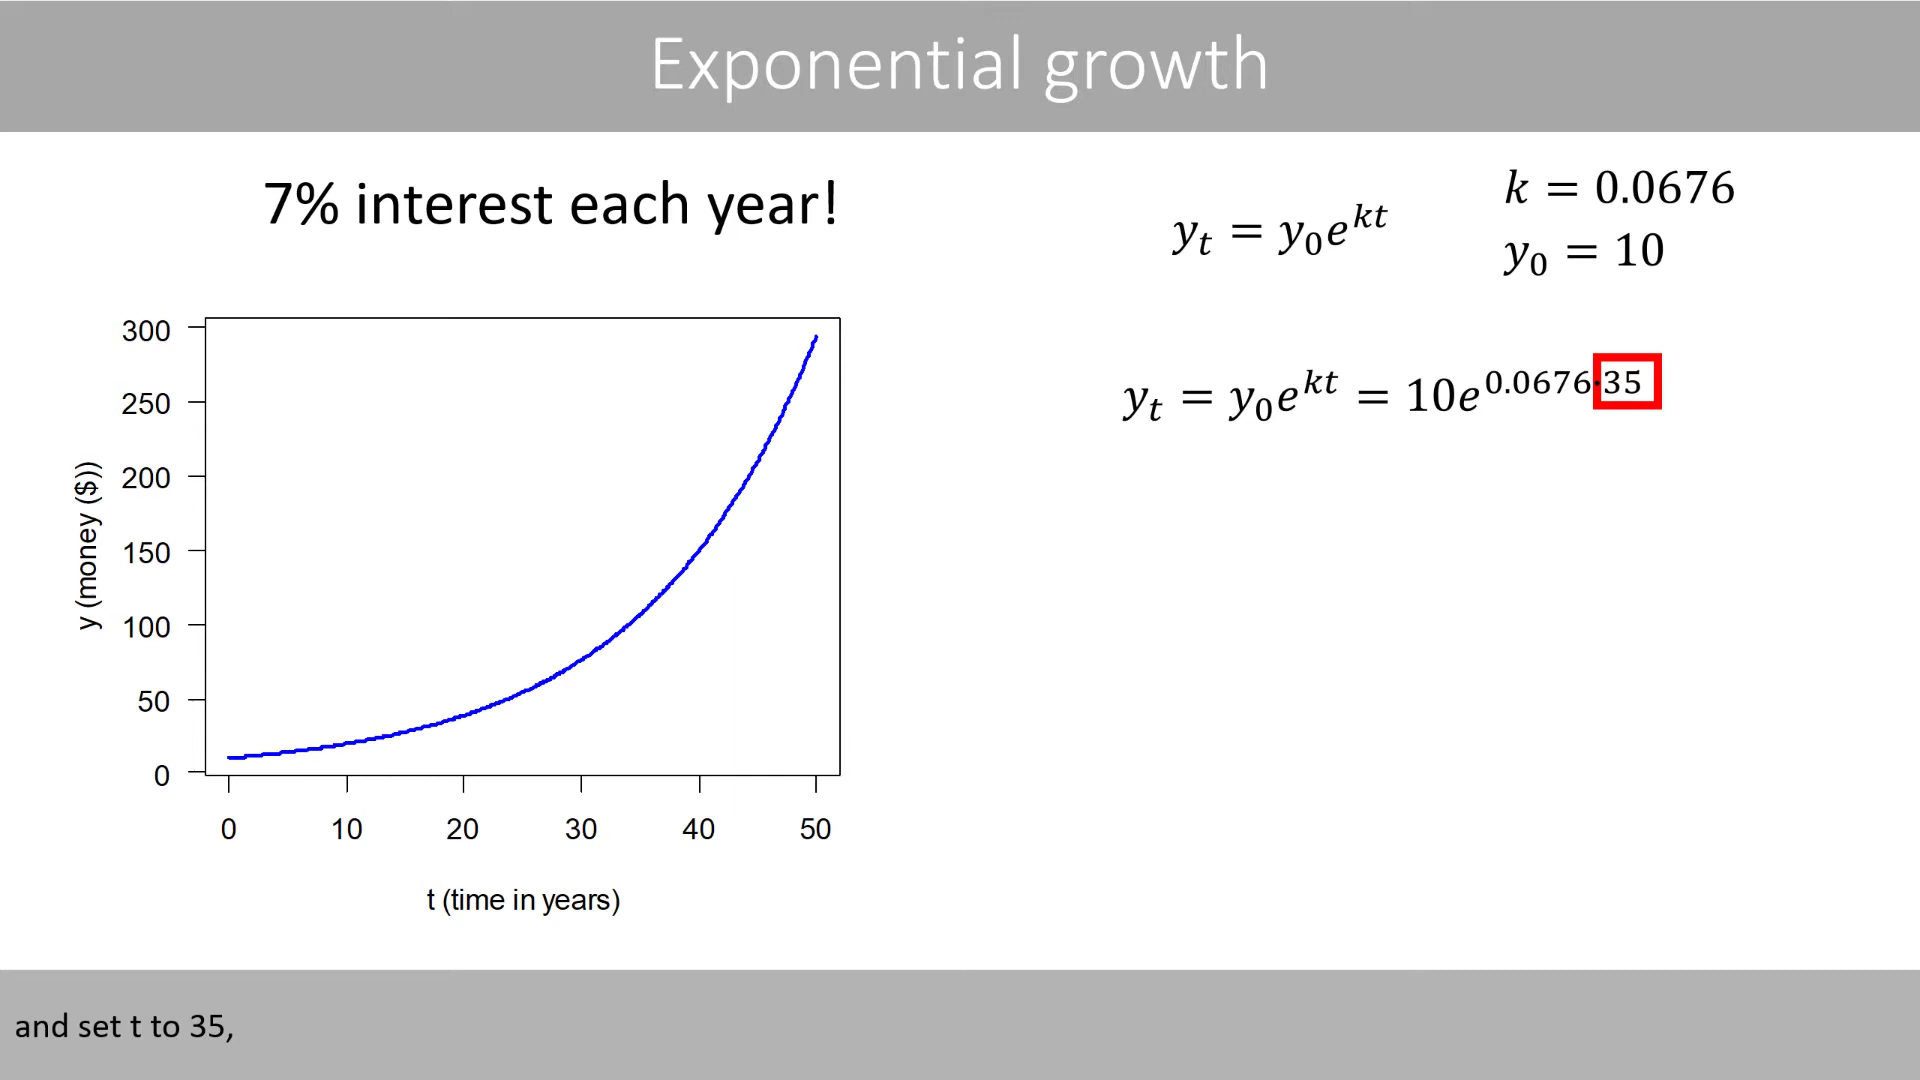 Exponential growth
7% interest each year!
y_t = y_0e^{kt}
k = 0.0676
y_0 = 10
y_t = y_0e^{kt} = 10e^{0.0676·35}
300
250
200
150
100
50
0
y (money ($))
0 10 20 30 40 50
t (time in years)
and set t to 35,